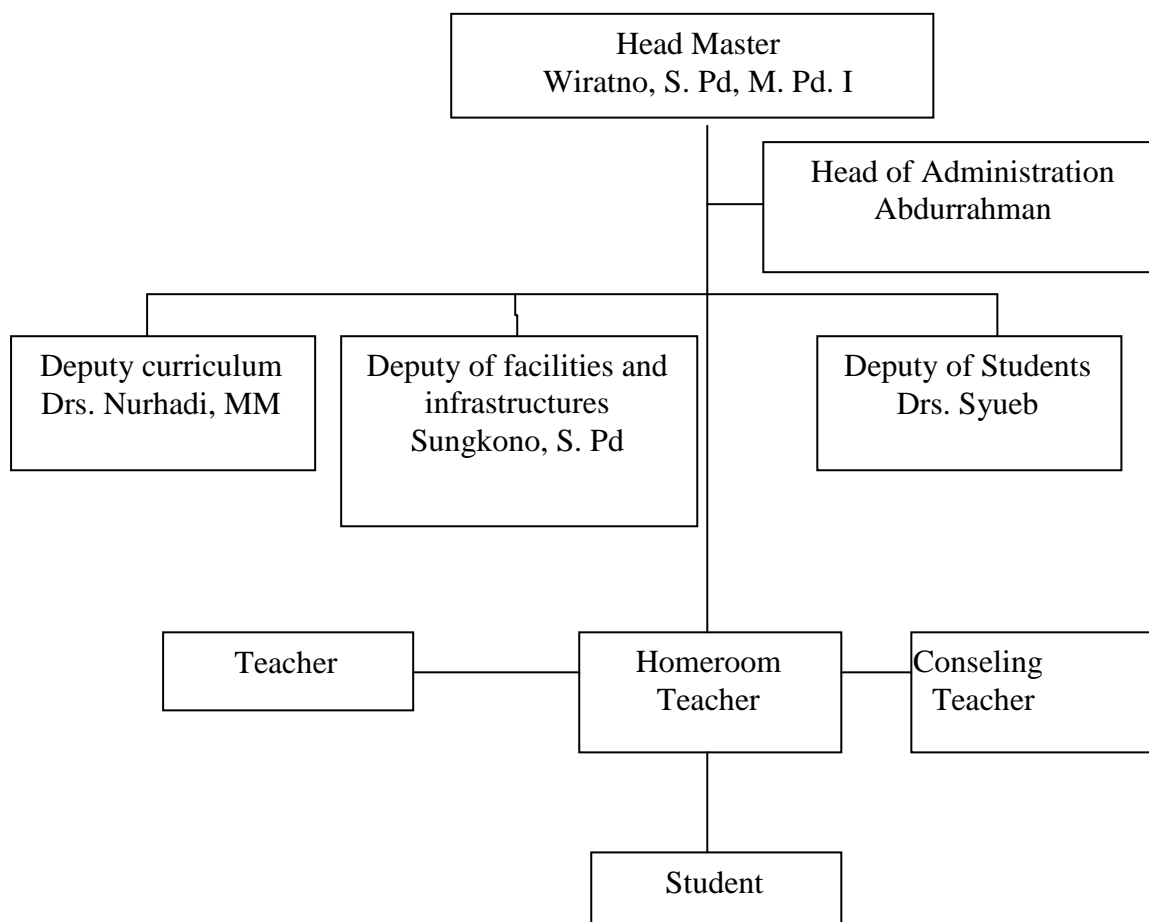 Head Master
Wiratno, S. Pd, M. Pd. I
Head of Administration
Abdurrahman
Deputy curriculum
Drs. Nurhadi, MM
Deputy of facilities and
infrastructures
Sungkono, S. Pd
Deputy of Students
Drs. Syueb
Teacher
Homeroom
Teacher
Conseling
Teacher
Student